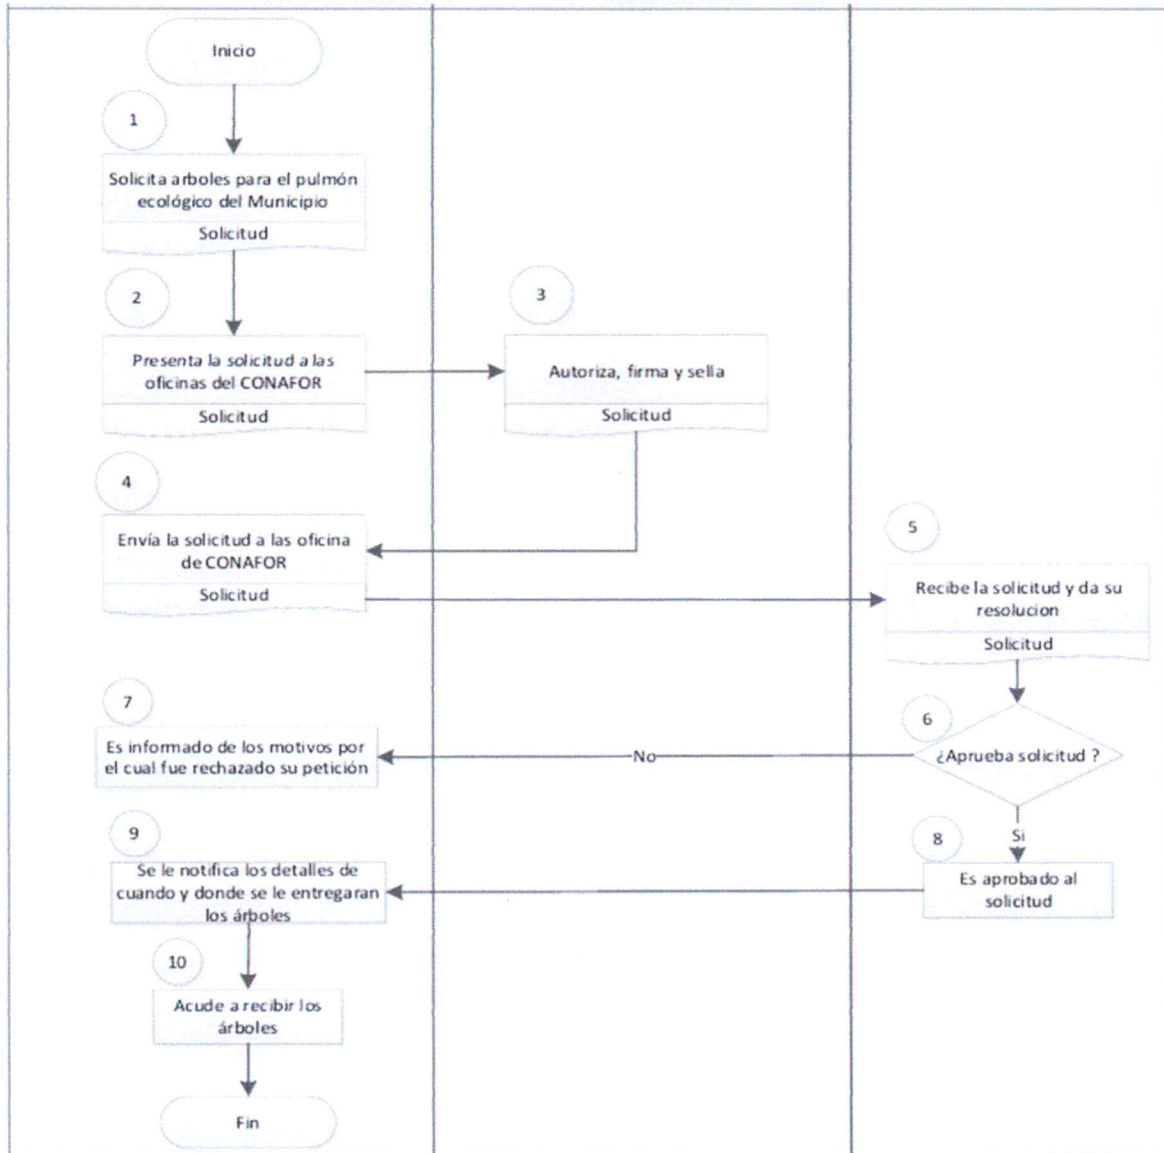 Inicio
1
Solicita arboles para el pulmón
ecológico del Municipio
Solicitud
2
Presenta la solicitud a las
oficinas del CONAFOR
Solicitud
3
Autoriza, firma y sella
Solicitud
4
Envía la solicitud a las oficina
de CONAFOR
Solicitud
5
Recibe la solicitud y da su
resolucion
Solicitud
6
¿Aprueba solicitud ?
No
7
Es informado de los motivos por
el cual fue rechazado su petición
Si
8
Es aprobado al
solicitud
9
Se le notifica los detalles de
cuando y donde se le entregaran
los árboles
10
Acude a recibir los
árboles
Fin